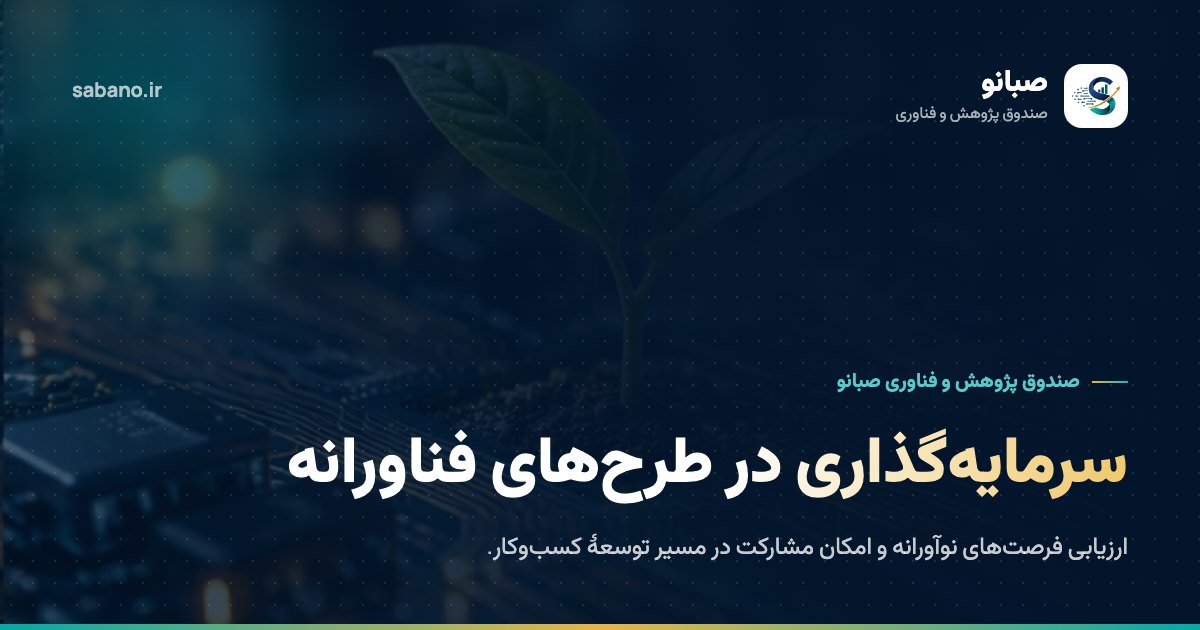 صبانو
صندوق پژوهش و فناوری
sabano.ir
صندوق پژوهش و فناوری صبانو
سرمایه‌گذاری در طرح‌های فناورانه
ارزیابی فرصت‌های نوآورانه و امکان مشارکت در مسیر توسعهٔ کسب‌وکار.